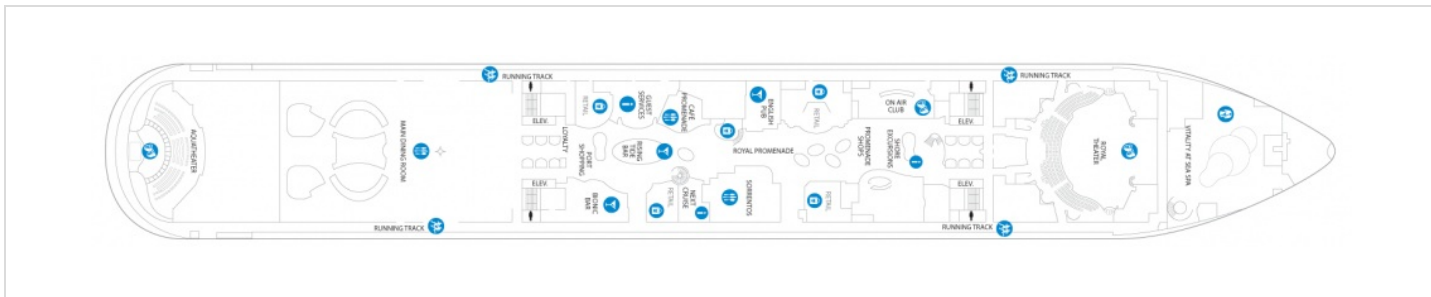 RUNNING TRACK
RUNNING TRACK
AQUATHEATER
MAIN DINING ROOM
ELEV.
LOYALTY
ELEV.
RETAIL
GUEST
SERVICES
CAFE
PROMENADE
ENGLISH
PUB
RETAIL
ON AIR
CLUB
ELEV.
PORT
SHOPPING
RISING
TIDE
BAR
ROYAL PROMENADE
PROMENADE
SHOPS
SHORE
EXCURSIONS
BIONIC
BAR
RETAIL
NEXT
CRUISE
SORRENTOS
RETAIL
ELEV.
ROYAL
THEATER
VITALITY AT SEA SPA
RUNNING TRACK
RUNNING TRACK